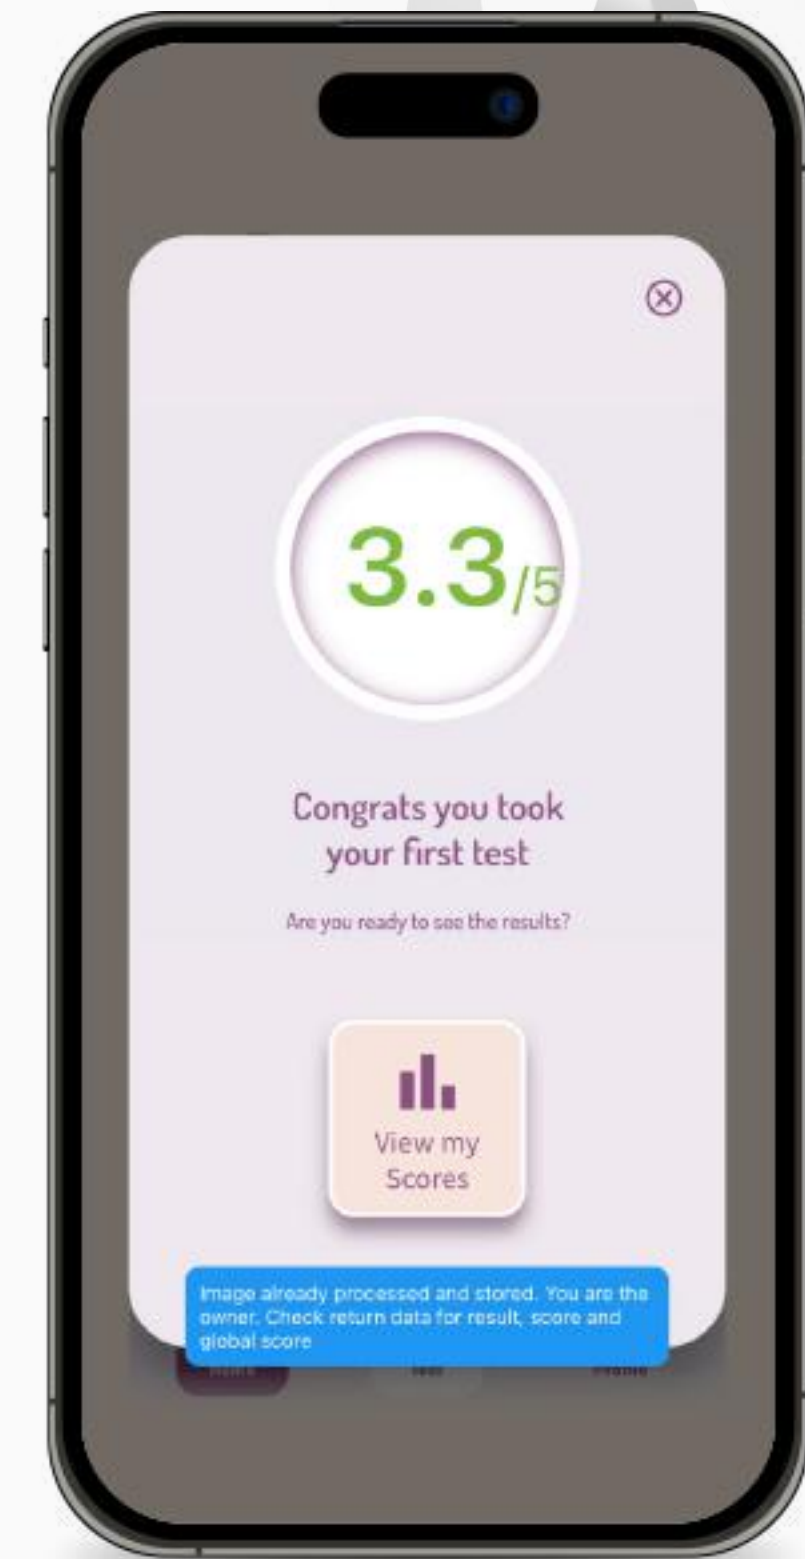 3.3/5
Congrats you took
your first test
Are you ready to see the results?
View my
Scores
Image already processed and stored. You are the
owner. Check return data for result, score and
global score